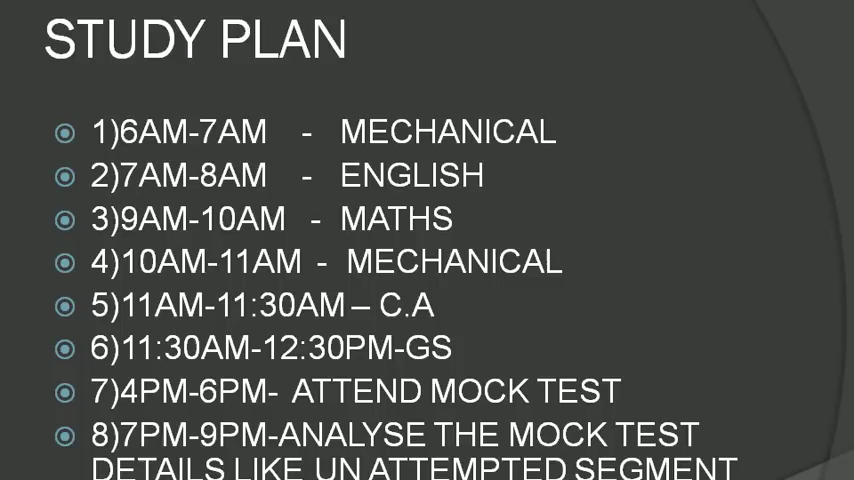 STUDY PLAN
1)6AM-7AM - MECHANICAL
2)7AM-8AM - ENGLISH
3)9AM-10AM - MATHS
4)10AM-11AM - MECHANICAL
5)11AM-11:30AM – C.A
6)11:30AM-12:30PM-GS
7)4PM-6PM- ATTEND MOCK TEST
8)7PM-9PM-ANALYSE THE MOCK TEST
DETAILS LIKE UN ATTEMPTED SEGMENT